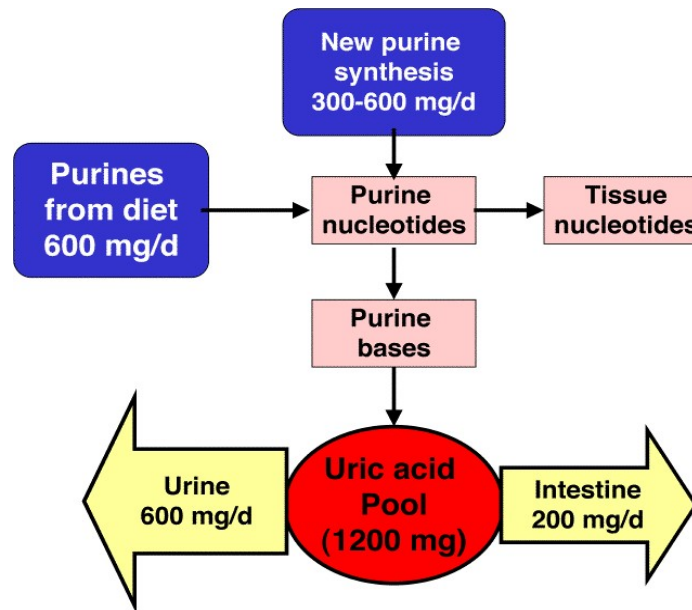 New purine
synthesis
300-600 mg/d
Purines
from diet
600 mg/d
Purine
nucleotides
Tissue
nucleotides
Purine
bases
Urine
600 mg/d
Uric acid
Pool
(1200 mg)
Intestine
200 mg/d